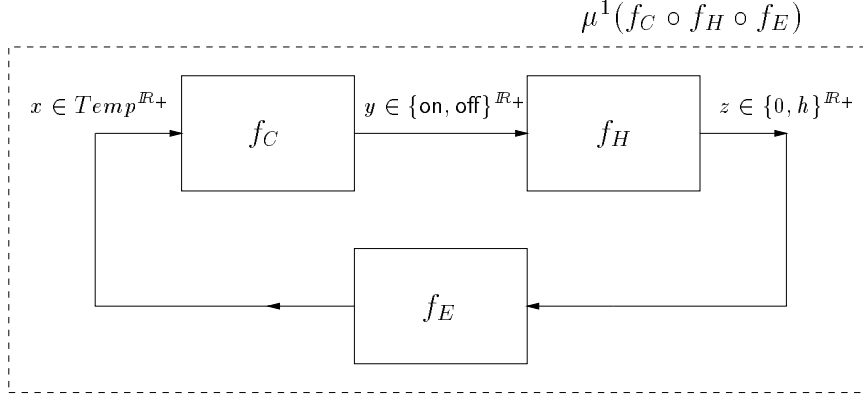 μ¹(f_C ∘ f_H ∘ f_E)
x ∈ Temp^{ℝ₊} y ∈ {on, off}^{ℝ₊} z ∈ {0, h}^{ℝ₊}
f_C f_H
f_E